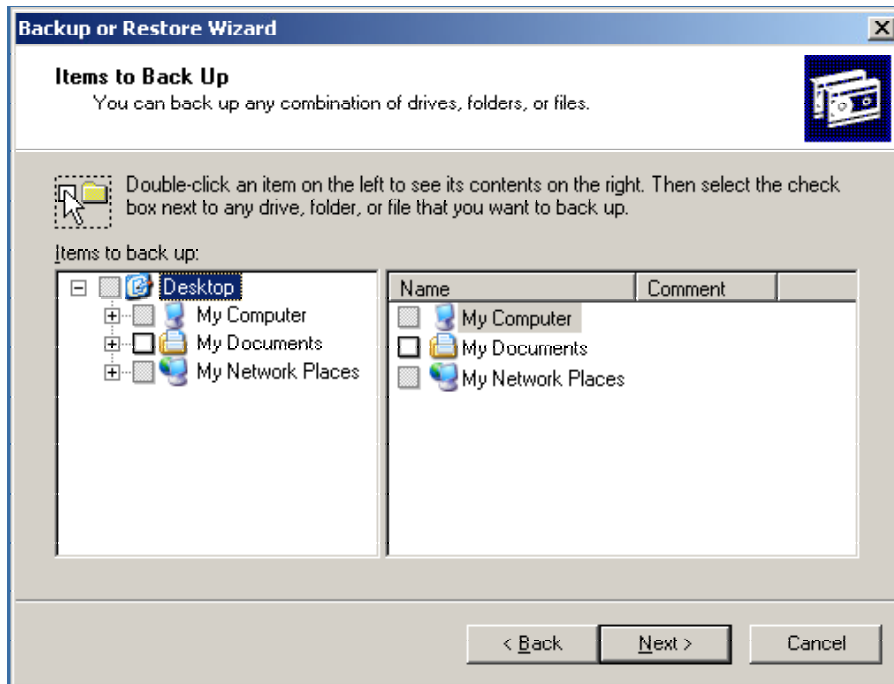 Backup or Restore Wizard
Items to Back Up
You can back up any combination of drives, folders, or files.
Double-click an item on the left to see its contents on the right. Then select the check
box next to any drive, folder, or file that you want to back up.
Items to back up:
Desktop
My Computer
My Documents
My Network Places
Name Comment
My Computer
My Documents
My Network Places
< Back Next > Cancel